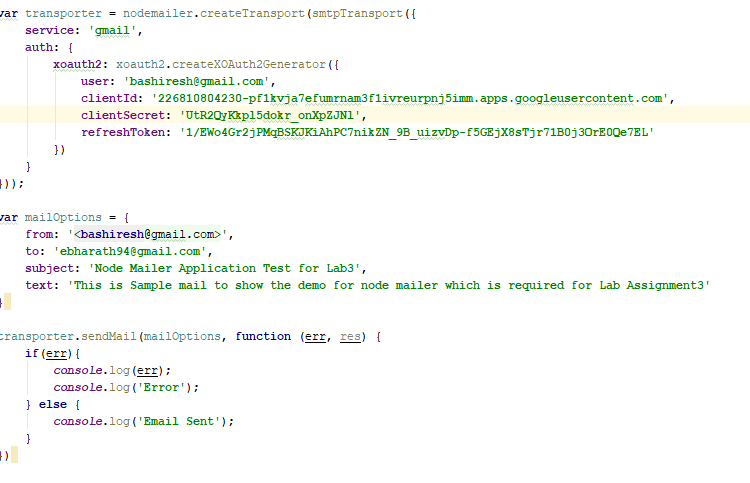 var transporter = nodemailer.createTransport(smtpTransport({
service: 'gmail',
auth: {
xoauth2: xoauth2.createXOAuth2Generator({
user: 'bashiresh@gmail.com',
clientId: '226810804230-pf1kvja7efumrnam3f1ivreurpnj5imm.apps.googleusercontent.com',
clientSecret: 'UtR2QyKkpl5dokr_onXpZJNl',
refreshToken: '1/EWo4Gr2jPMqBSKJKiAhPC7nikZN_9B_uizvDp-f5GEjX8sTjr71B0j3OrE0Qe7EL'
})
}
}));
var mailOptions = {
from: '<bashiresh@gmail.com>',
to: 'ebharath94@gmail.com',
subject: 'Node Mailer Application Test for Lab3',
text: 'This is Sample mail to show the demo for node mailer which is required for Lab Assignment3'
}
transporter.sendMail(mailOptions, function (err, res) {
if(err){
console.log(err);
console.log('Error');
} else {
console.log('Email Sent');
}
})